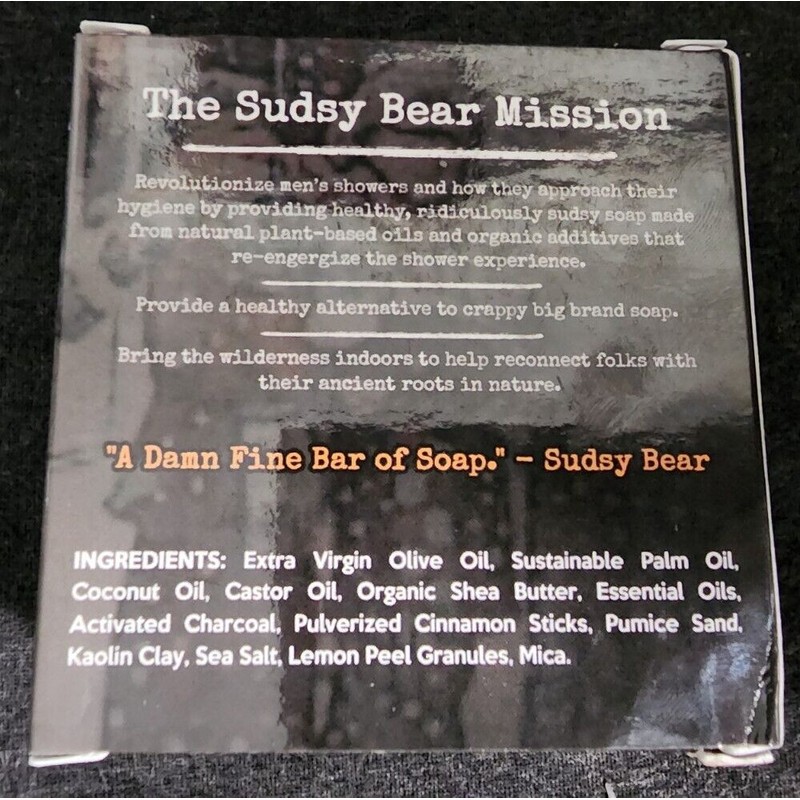 The Sudsy Bear Mission
Revolutionize men's showers and how they approach their
hygiene by providing healthy, ridiculously sudsy soap made
from natural plant-based oils and organic additives that
re-engergize the shower experience.
Provide a healthy alternative to crappy big brand soap.
Bring the wilderness indoors to help reconnect folks with
their ancient roots in nature.
"A Damn Fine Bar of Soap." - Sudsy Bear
INGREDIENTS: Extra Virgin Olive Oil, Sustainable Palm Oil,
Coconut Oil, Castor Oil, Organic Shea Butter, Essential Oils,
Activated Charcoal, Pulverized Cinnamon Sticks, Pumice Sand,
Kaolin Clay, Sea Salt, Lemon Peel Granules, Mica.